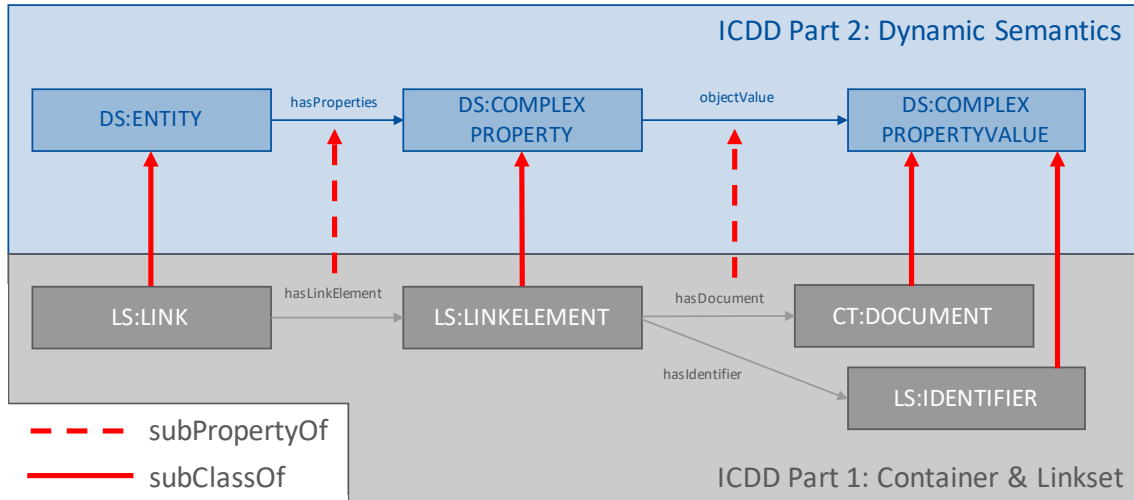 ICDD Part 2: Dynamic Semantics
DS:ENTITY
hasProperties
DS:COMPLEX
PROPERTY
objectValue
DS:COMPLEX
PROPERTYVALUE
LS:LINK
hasLinkElement
LS:LINKELEMENT
hasDocument
CT:DOCUMENT
hasIdentifier
LS:IDENTIFIER
subPropertyOf
subClassOf
ICDD Part 1: Container & Linkset